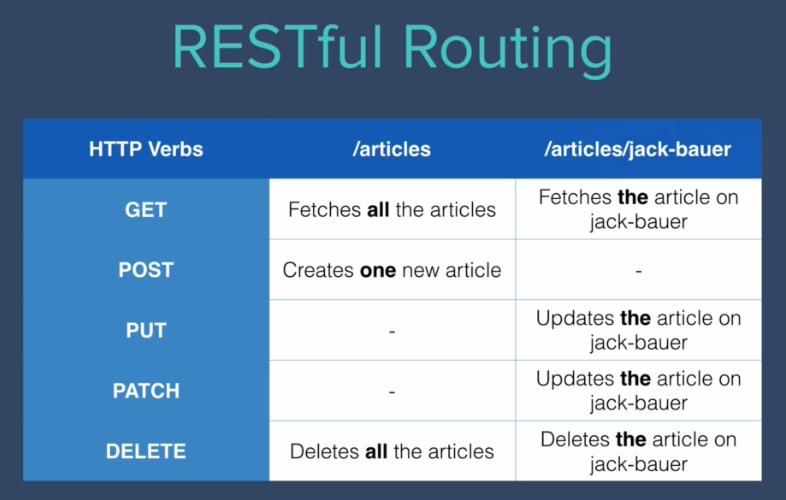 RESTful Routing
HTTP Verbs /articles /articles/jack-bauer
GET Fetches all the articles Fetches the article on
jack-bauer
POST Creates one new article -
PUT - Updates the article on
jack-bauer
PATCH - Updates the article on
jack-bauer
DELETE Deletes all the articles Deletes the article on
jack-bauer